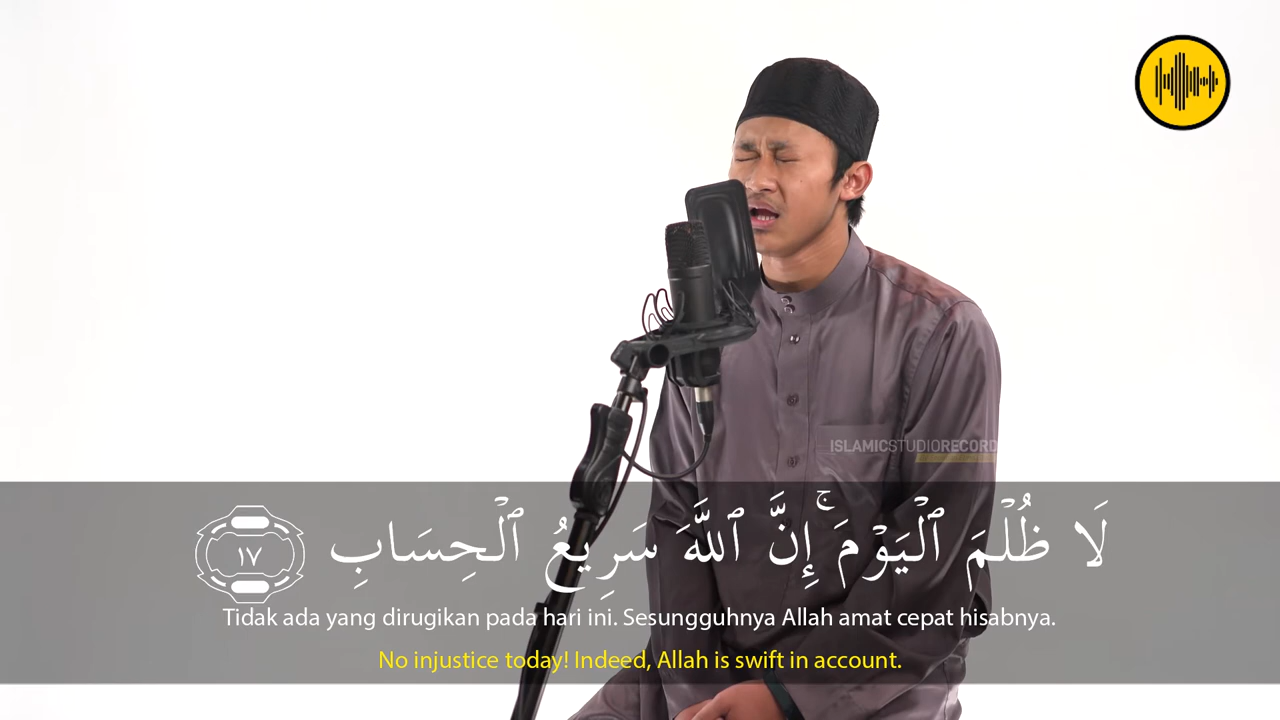 ISLAMICSTUDIORECORD
لَا ظُلْمَ ٱلْيَوْمَ ۚ إِنَّ ٱللَّهَ سَرِيعُ ٱلْحِسَابِ ١٧
Tidak ada yang dirugikan pada hari ini. Sesungguhnya Allah amat cepat hisabnya.
No injustice today! Indeed, Allah is swift in account.